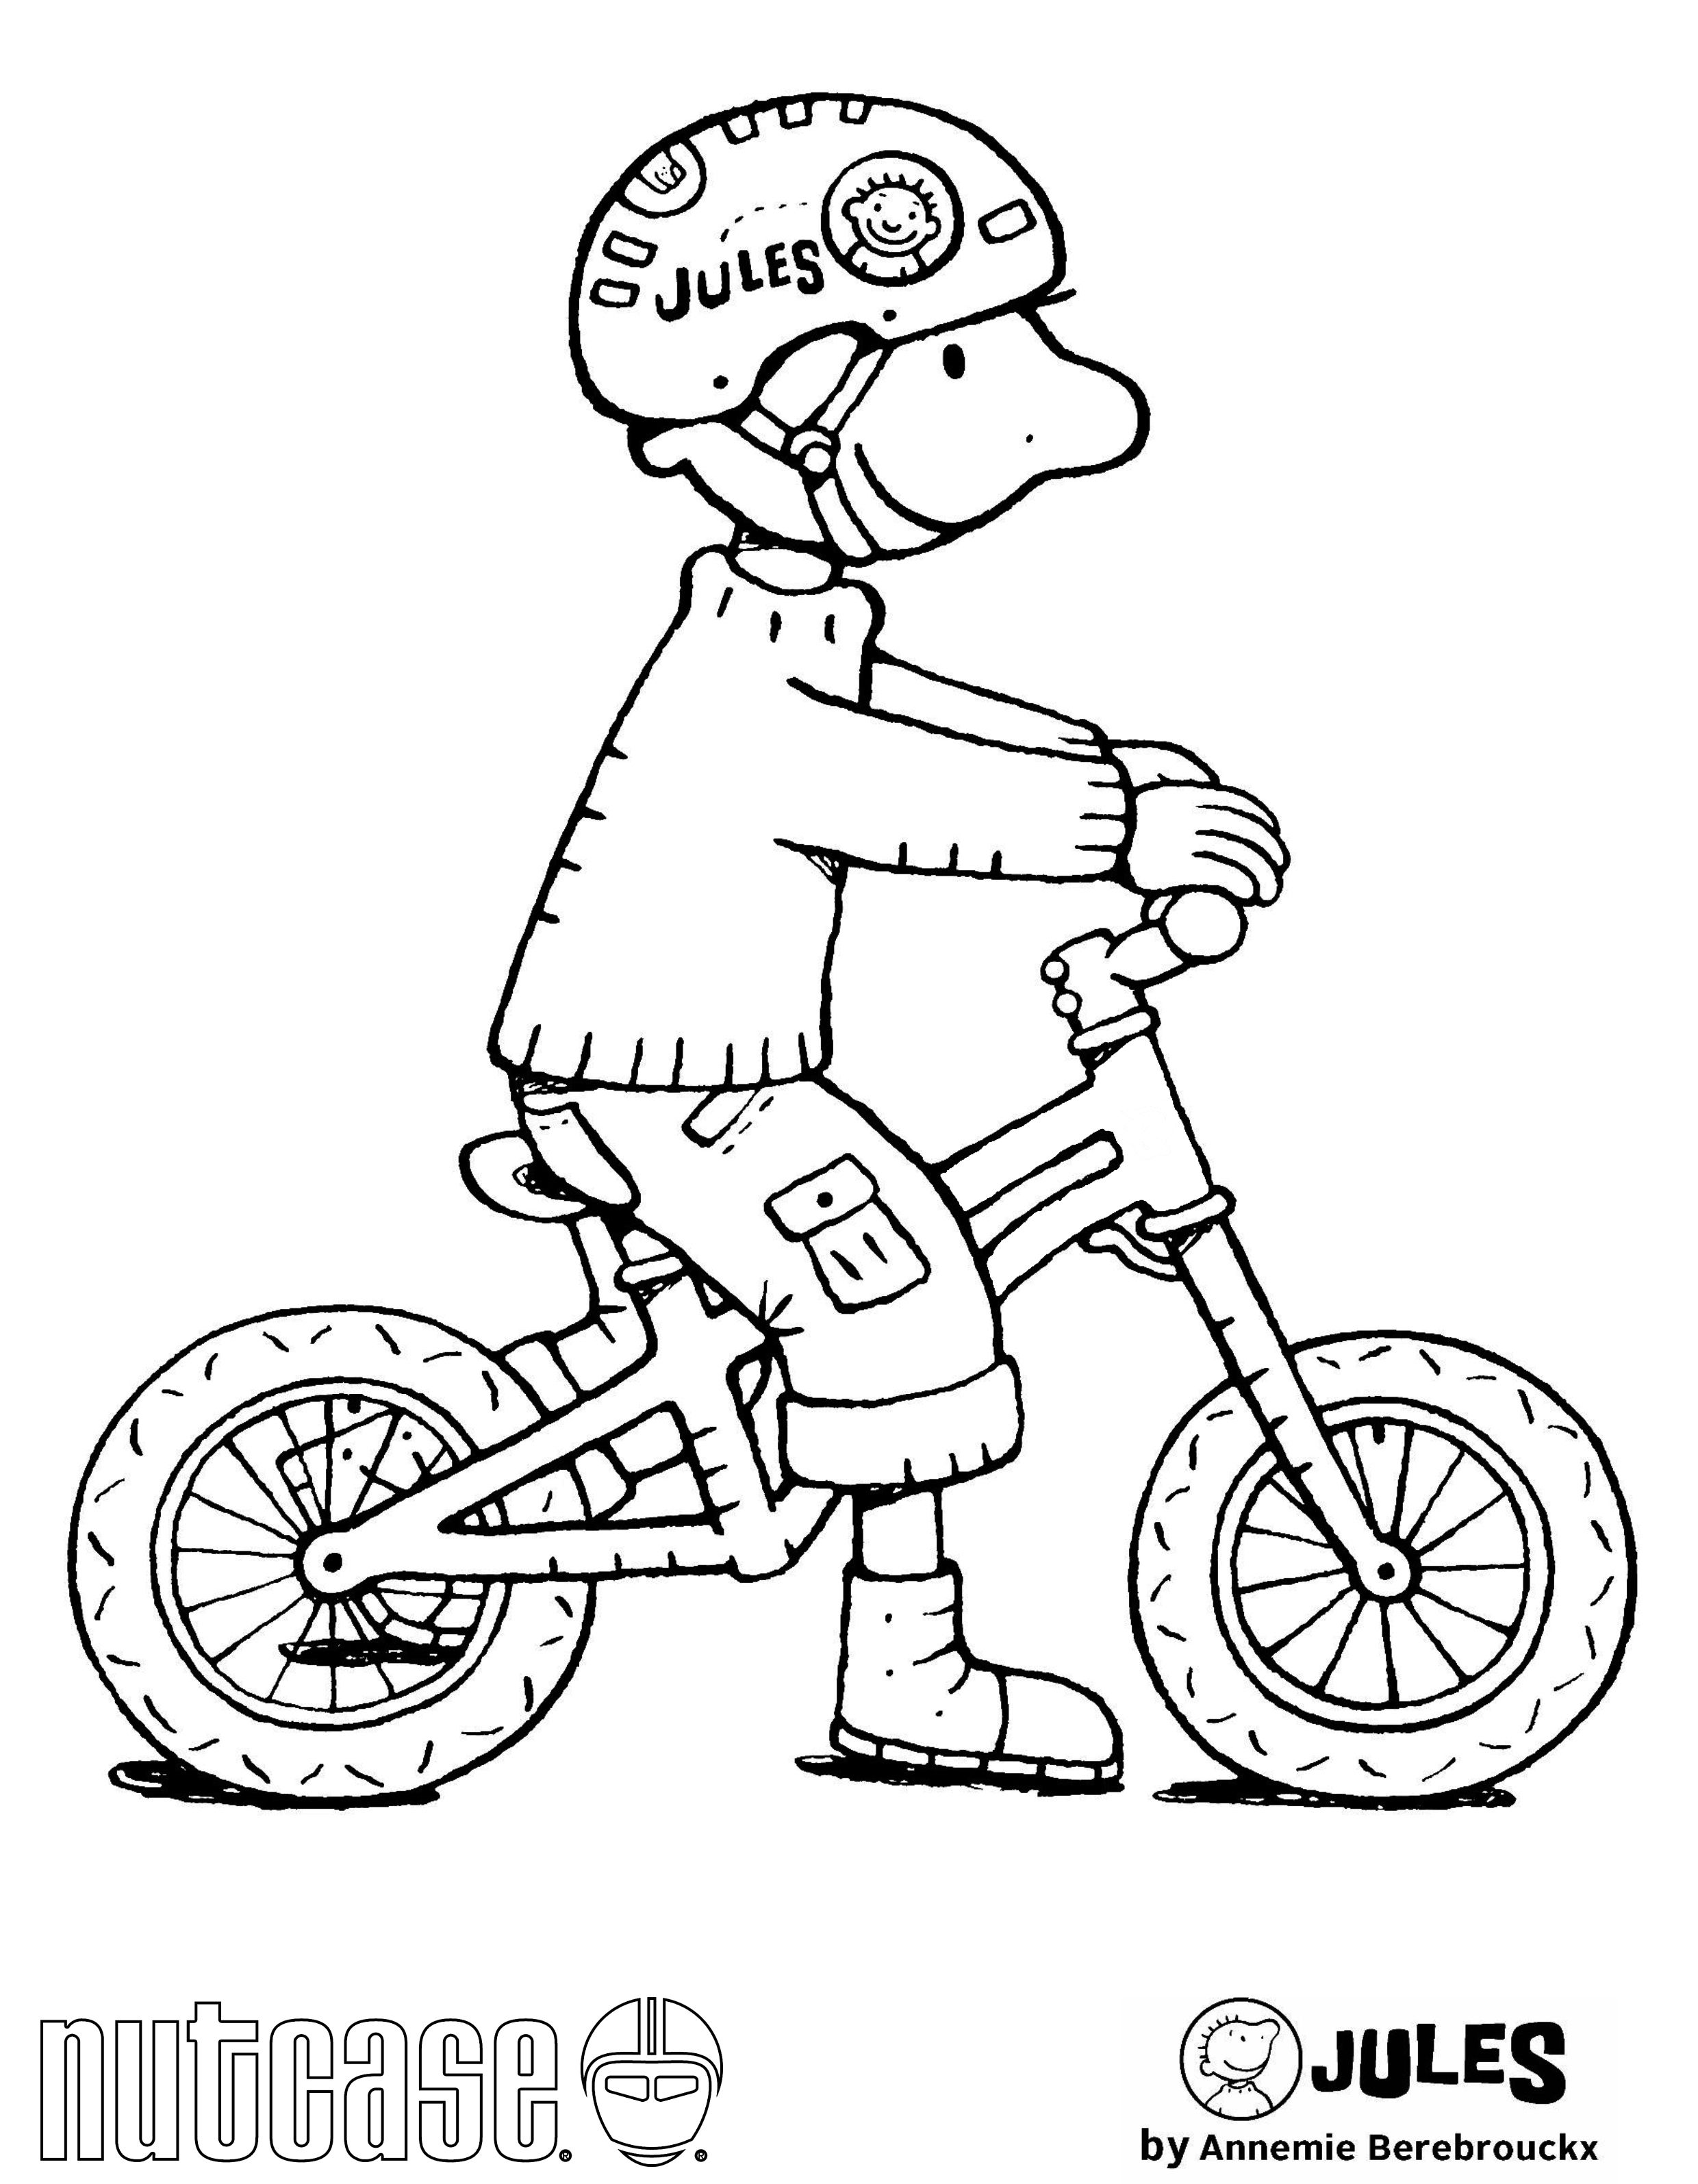 JULES
nutcase.®
®
JULES
by Annemie Berebrouckx